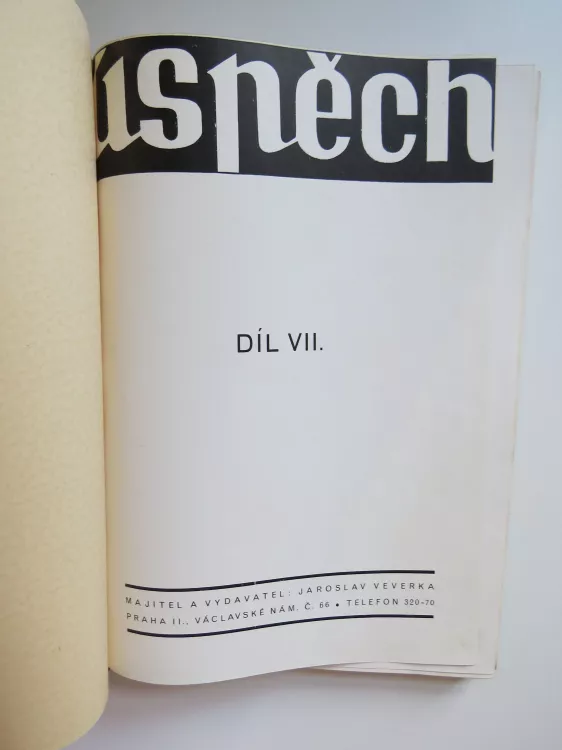 úspěch
DÍL VII.
MAJITEL A VYDAVATEL: JAROSLAV VEVERKA
PRAHA II., VÁCLAVSKÉ NÁM. Č. 66 • TELEFON 320-70